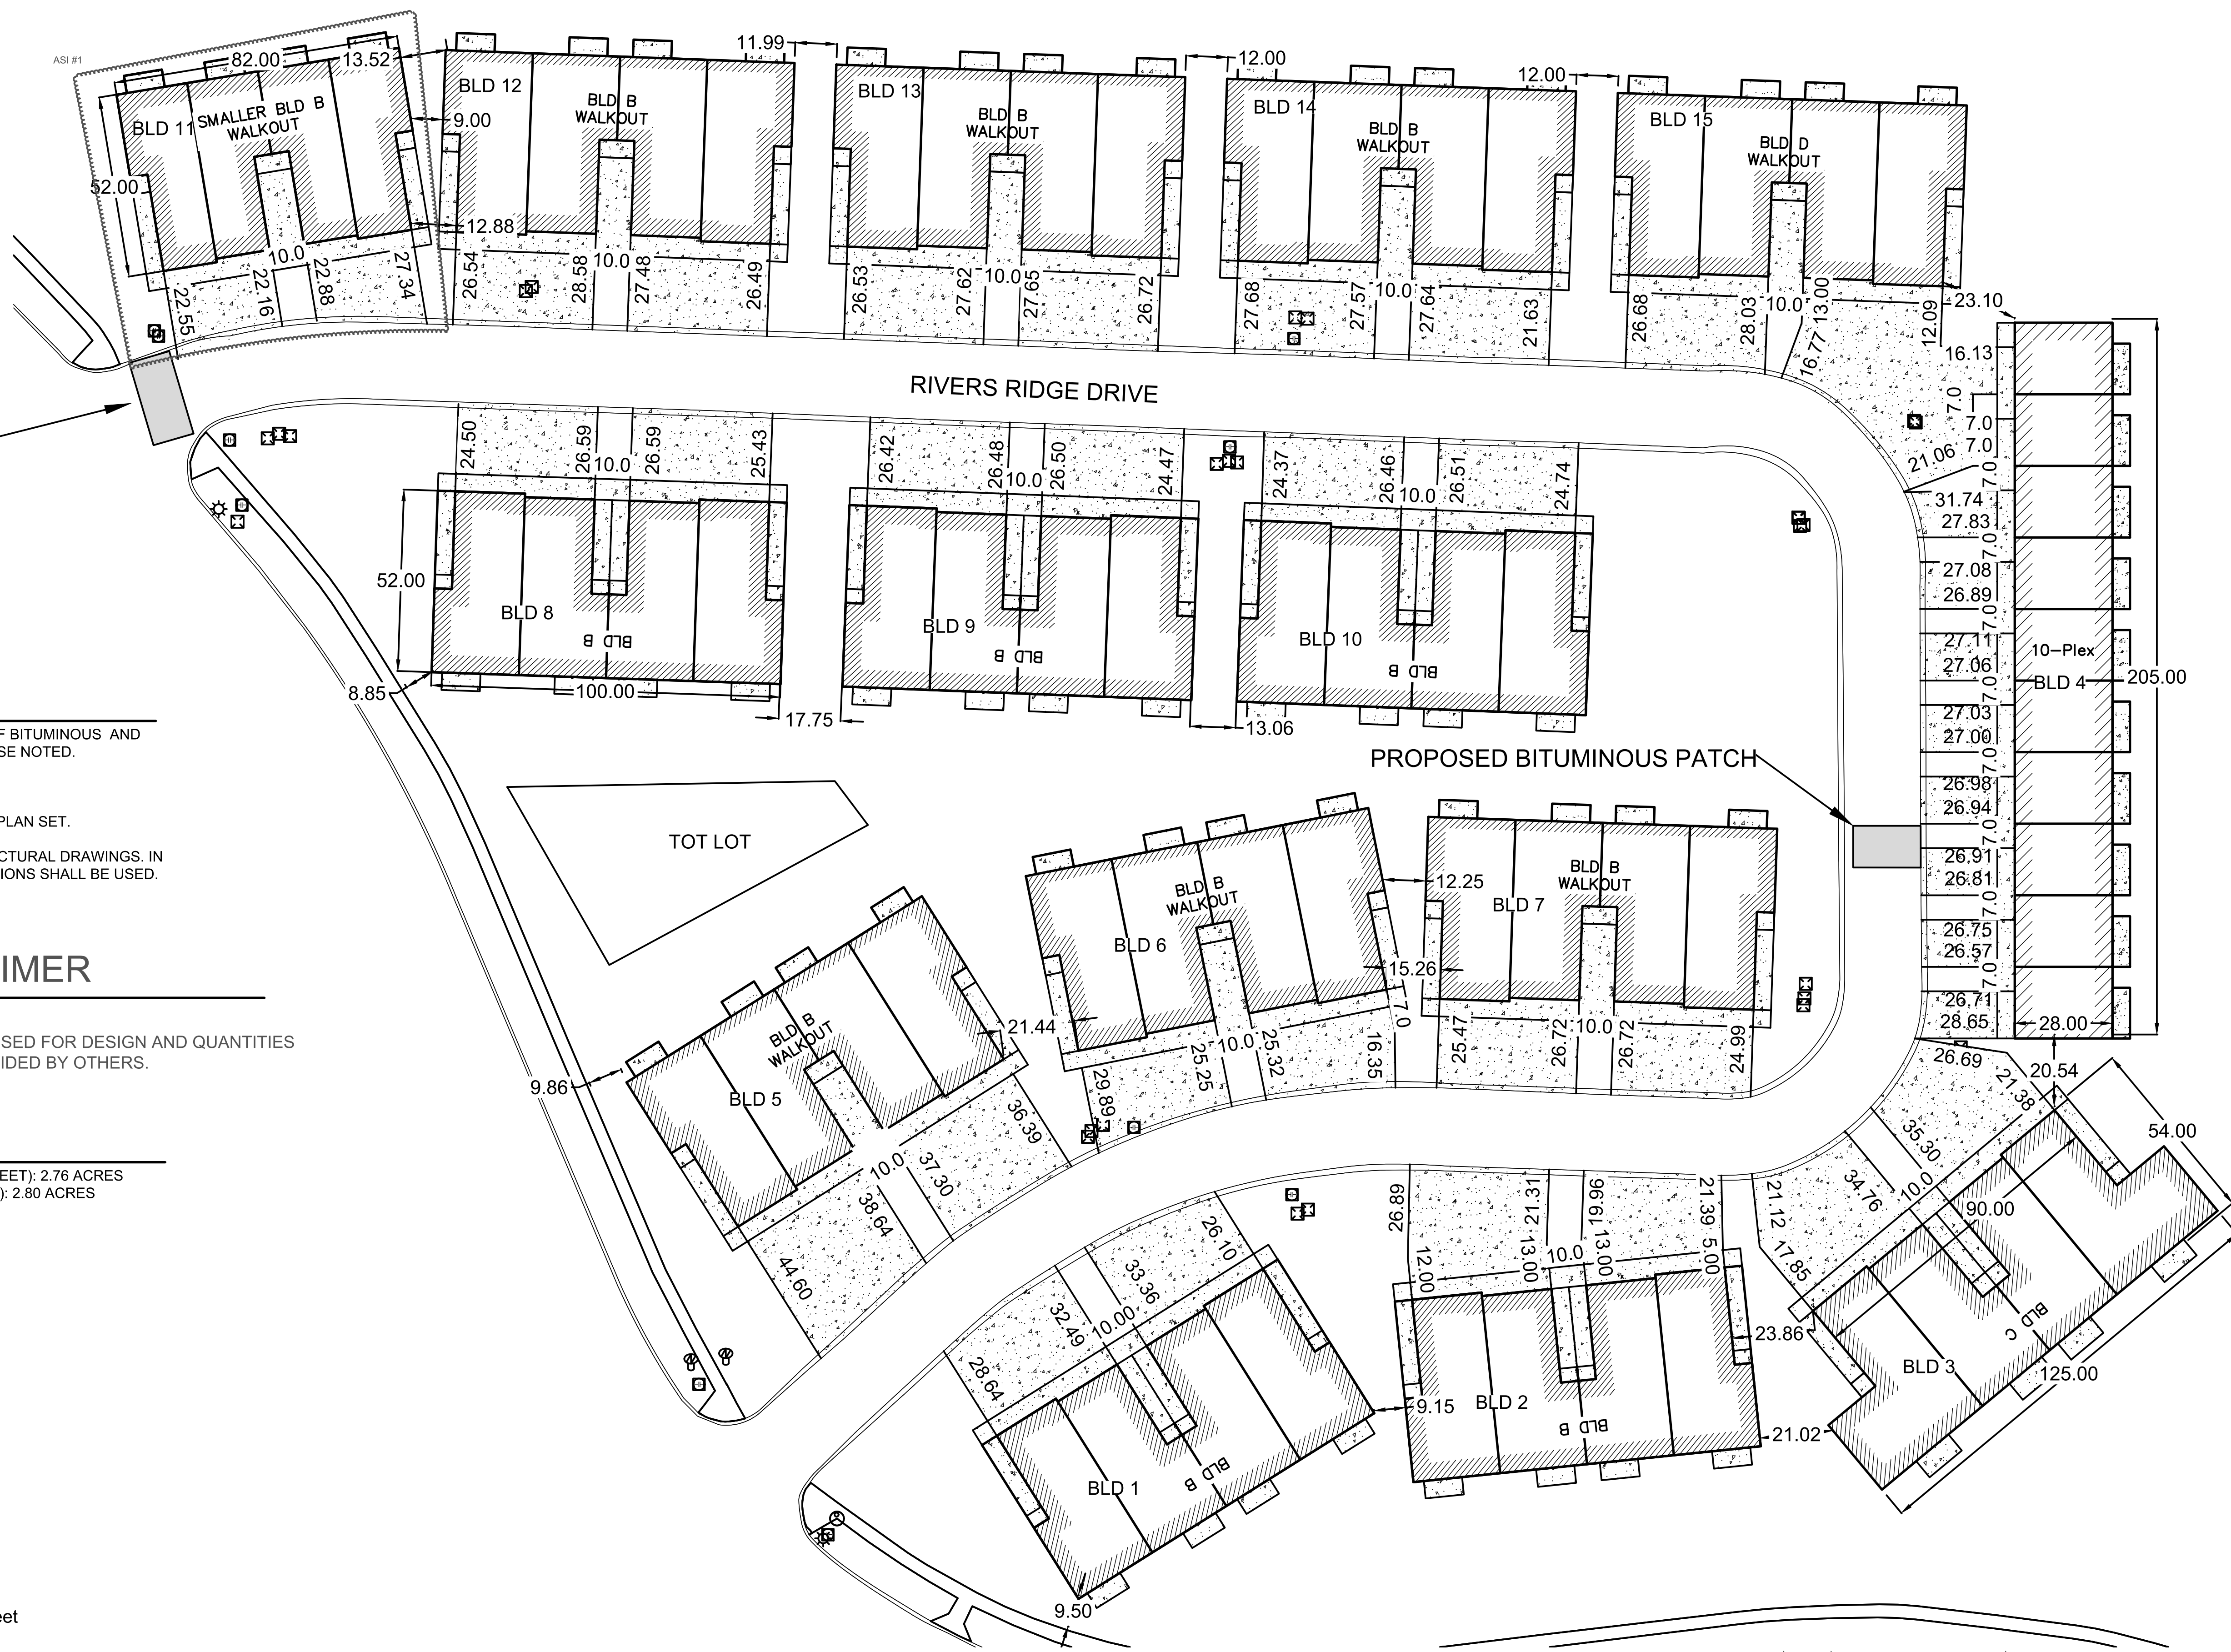 ASI #1
82.00
13.52
BLD 11
SMALLER BLD B
WALKOUT
52.00
10.0
22.55
22.16
22.88
27.34
9.00
12.88
BLD 12
BLD B
WALKOUT
11.99
26.54
28.58
10.0
27.48
26.49
BLD 13
BLD B
WALKOUT
12.00
26.53
27.62
10.0
27.65
26.72
BLD 14
BLD B
WALKOUT
12.00
27.68
27.57
10.0
27.64
21.63
BLD 15
BLD D
WALKOUT
26.68
28.03
10.0
13.00
16.77
12.09
23.10
16.13
RIVERS RIDGE DRIVE
24.50
26.59
10.0
26.59
25.43
52.00
BLD 8
BLD B
8.85
100.00
17.75
26.42
26.48
10.0
26.50
24.47
BLD 9
BLD B
13.06
24.37
26.46
10.0
26.51
24.74
BLD 10
BLD B
7.0
7.0
7.0
21.06
7.0
31.74
27.83
7.0
27.08
26.89
7.0
27.11
27.06
7.0
27.03
27.00
7.0
26.98
26.94
7.0
26.91
26.81
7.0
26.75
26.57
7.0
26.71
28.65
10-Plex
BLD 4
205.00
28.00
20.54
PROPOSED BITUMINOUS PATCH
TOT LOT
F BITUMINOUS AND
SE NOTED.
PLAN SET.
CTURAL DRAWINGS. IN
IONS SHALL BE USED.
IMER
SED FOR DESIGN AND QUANTITIES
IDED BY OTHERS.
EET): 2.76 ACRES
): 2.80 ACRES
BLD B
WALKOUT
BLD 5
9.86
21.44
10.0
36.39
37.30
38.64
44.60
BLD B
WALKOUT
BLD 6
12.25
15.26
7.0
29.89
25.25
10.0
25.32
16.35
BLD B
WALKOUT
BLD 7
25.47
26.72
10.0
26.72
24.99
26.69
21.38
35.30
34.76
10.0
90.00
54.00
21.12
17.85
BLD C
BLD 3
125.00
26.89
12.00
21.31
13.00
10.0
19.96
13.00
21.39
5.00
23.86
BLD 2
BLD B
9.15
21.02
26.10
33.36
32.49
10.00
28.64
BLD 1
BLD B
9.50
eet